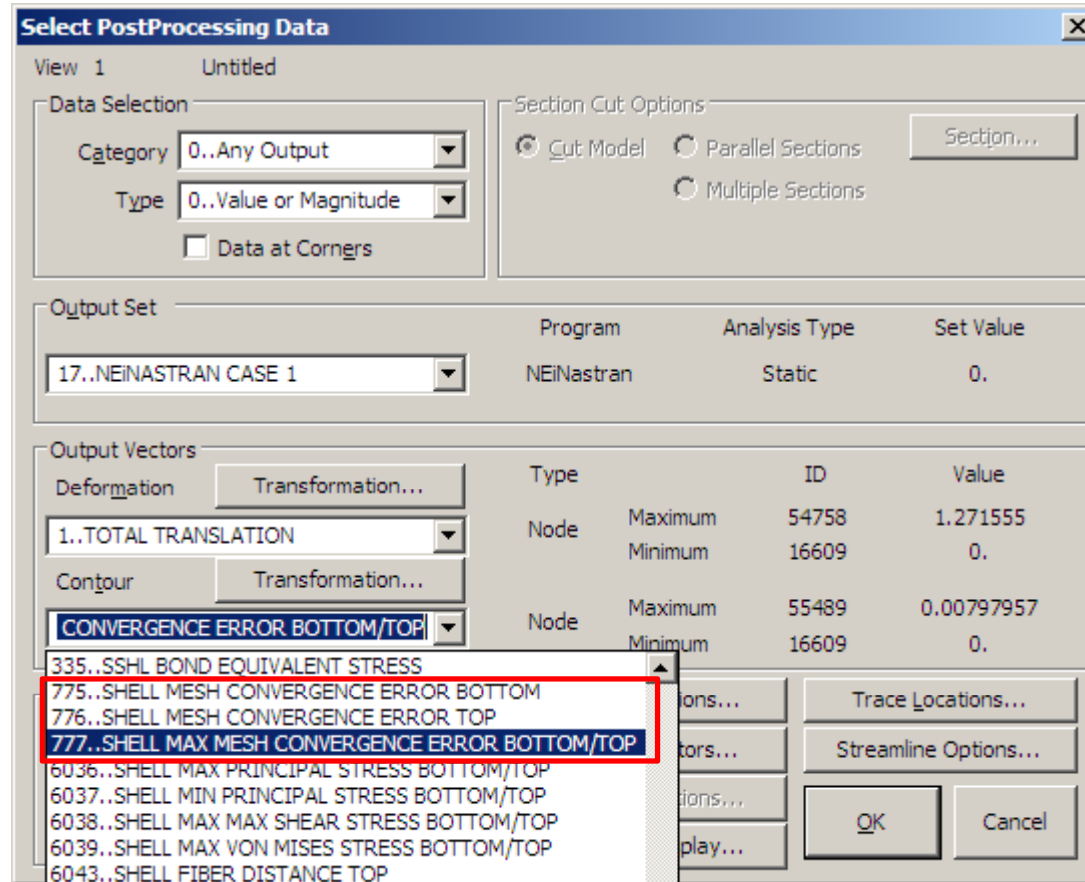 Select PostProcessing Data
View 1 Untitled
Data Selection
Category 0..Any Output
Type 0..Value or Magnitude
Data at Corners
Section Cut Options
Cut Model Parallel Sections
Multiple Sections
Section...
Output Set
17..NEiNASTRAN CASE 1
Program Analysis Type Set Value
NEiNastran Static 0.
Output Vectors
Deformation Transformation...
1..TOTAL TRANSLATION
Type ID Value
Node Maximum 54758 1.271555
Minimum 16609 0.
Contour Transformation...
CONVERGENCE ERROR BOTTOM/TOP
Node Maximum 55489 0.00797957
Minimum 16609 0.
335..SSHL BOND EQUIVALENT STRESS
775..SHELL MESH CONVERGENCE ERROR BOTTOM
776..SHELL MESH CONVERGENCE ERROR TOP
777..SHELL MAX MESH CONVERGENCE ERROR BOTTOM/TOP
6036..SHELL MAX PRINCIPAL STRESS BOTTOM/TOP
6037..SHELL MIN PRINCIPAL STRESS BOTTOM/TOP
6038..SHELL MAX MAX SHEAR STRESS BOTTOM/TOP
6039..SHELL MAX VON MISES STRESS BOTTOM/TOP
6043..SHELL FIBER DISTANCE TOP
ions... Trace Locations...
tors... Streamline Options...
tions...
play...
OK Cancel